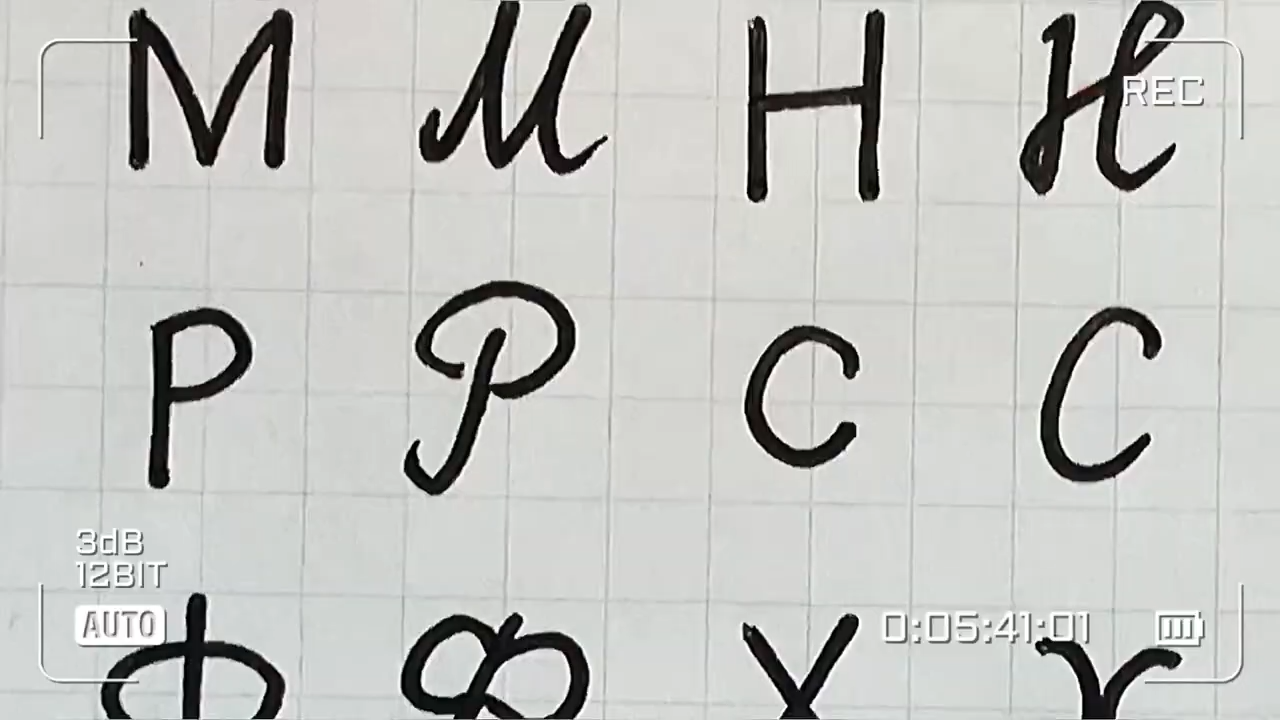 М М Н Н
REC
Р Р С С
3dB
12BIT
AUTO
0:05:41:01
Ф Ф Х Х